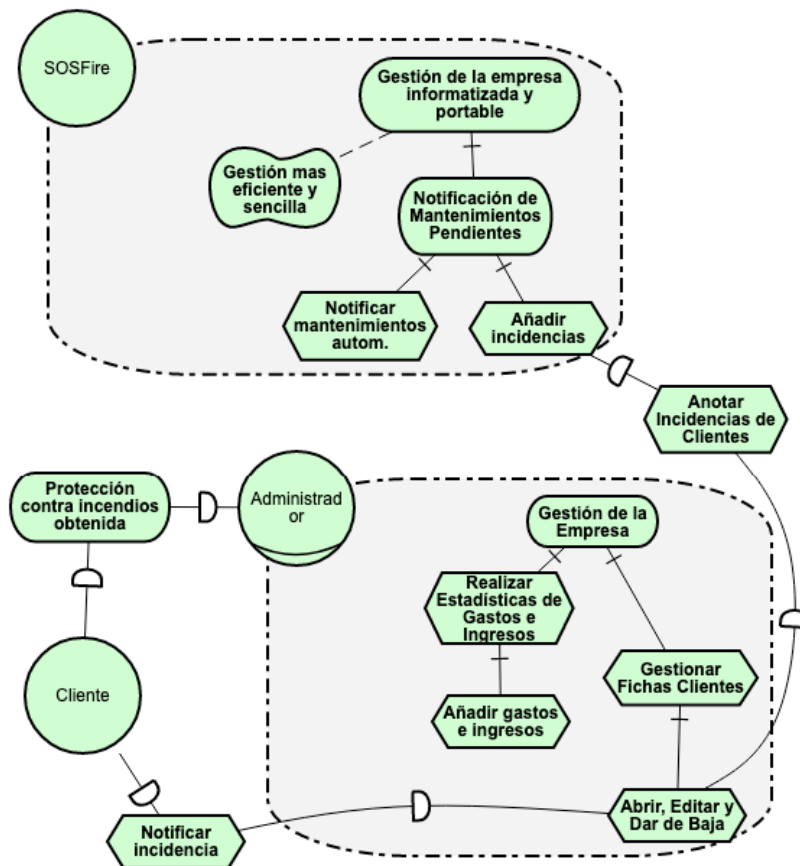 SOSFire
Gestión de la empresa
informatizada y
portable
Gestión mas
eficiente y
sencilla
Notificación de
Mantenimientos
Pendientes
Notificar
mantenimientos
autom.
Añadir
incidencias
Anotar
Incidencias de
Clientes
Protección
contra incendios
obtenida
Administrad
or
Gestión de la
Empresa
Realizar
Estadísticas de
Gastos e
Ingresos
Gestionar
Fichas Clientes
Cliente
Añadir gastos
e ingresos
Abrir, Editar y
Dar de Baja
Notificar
incidencia